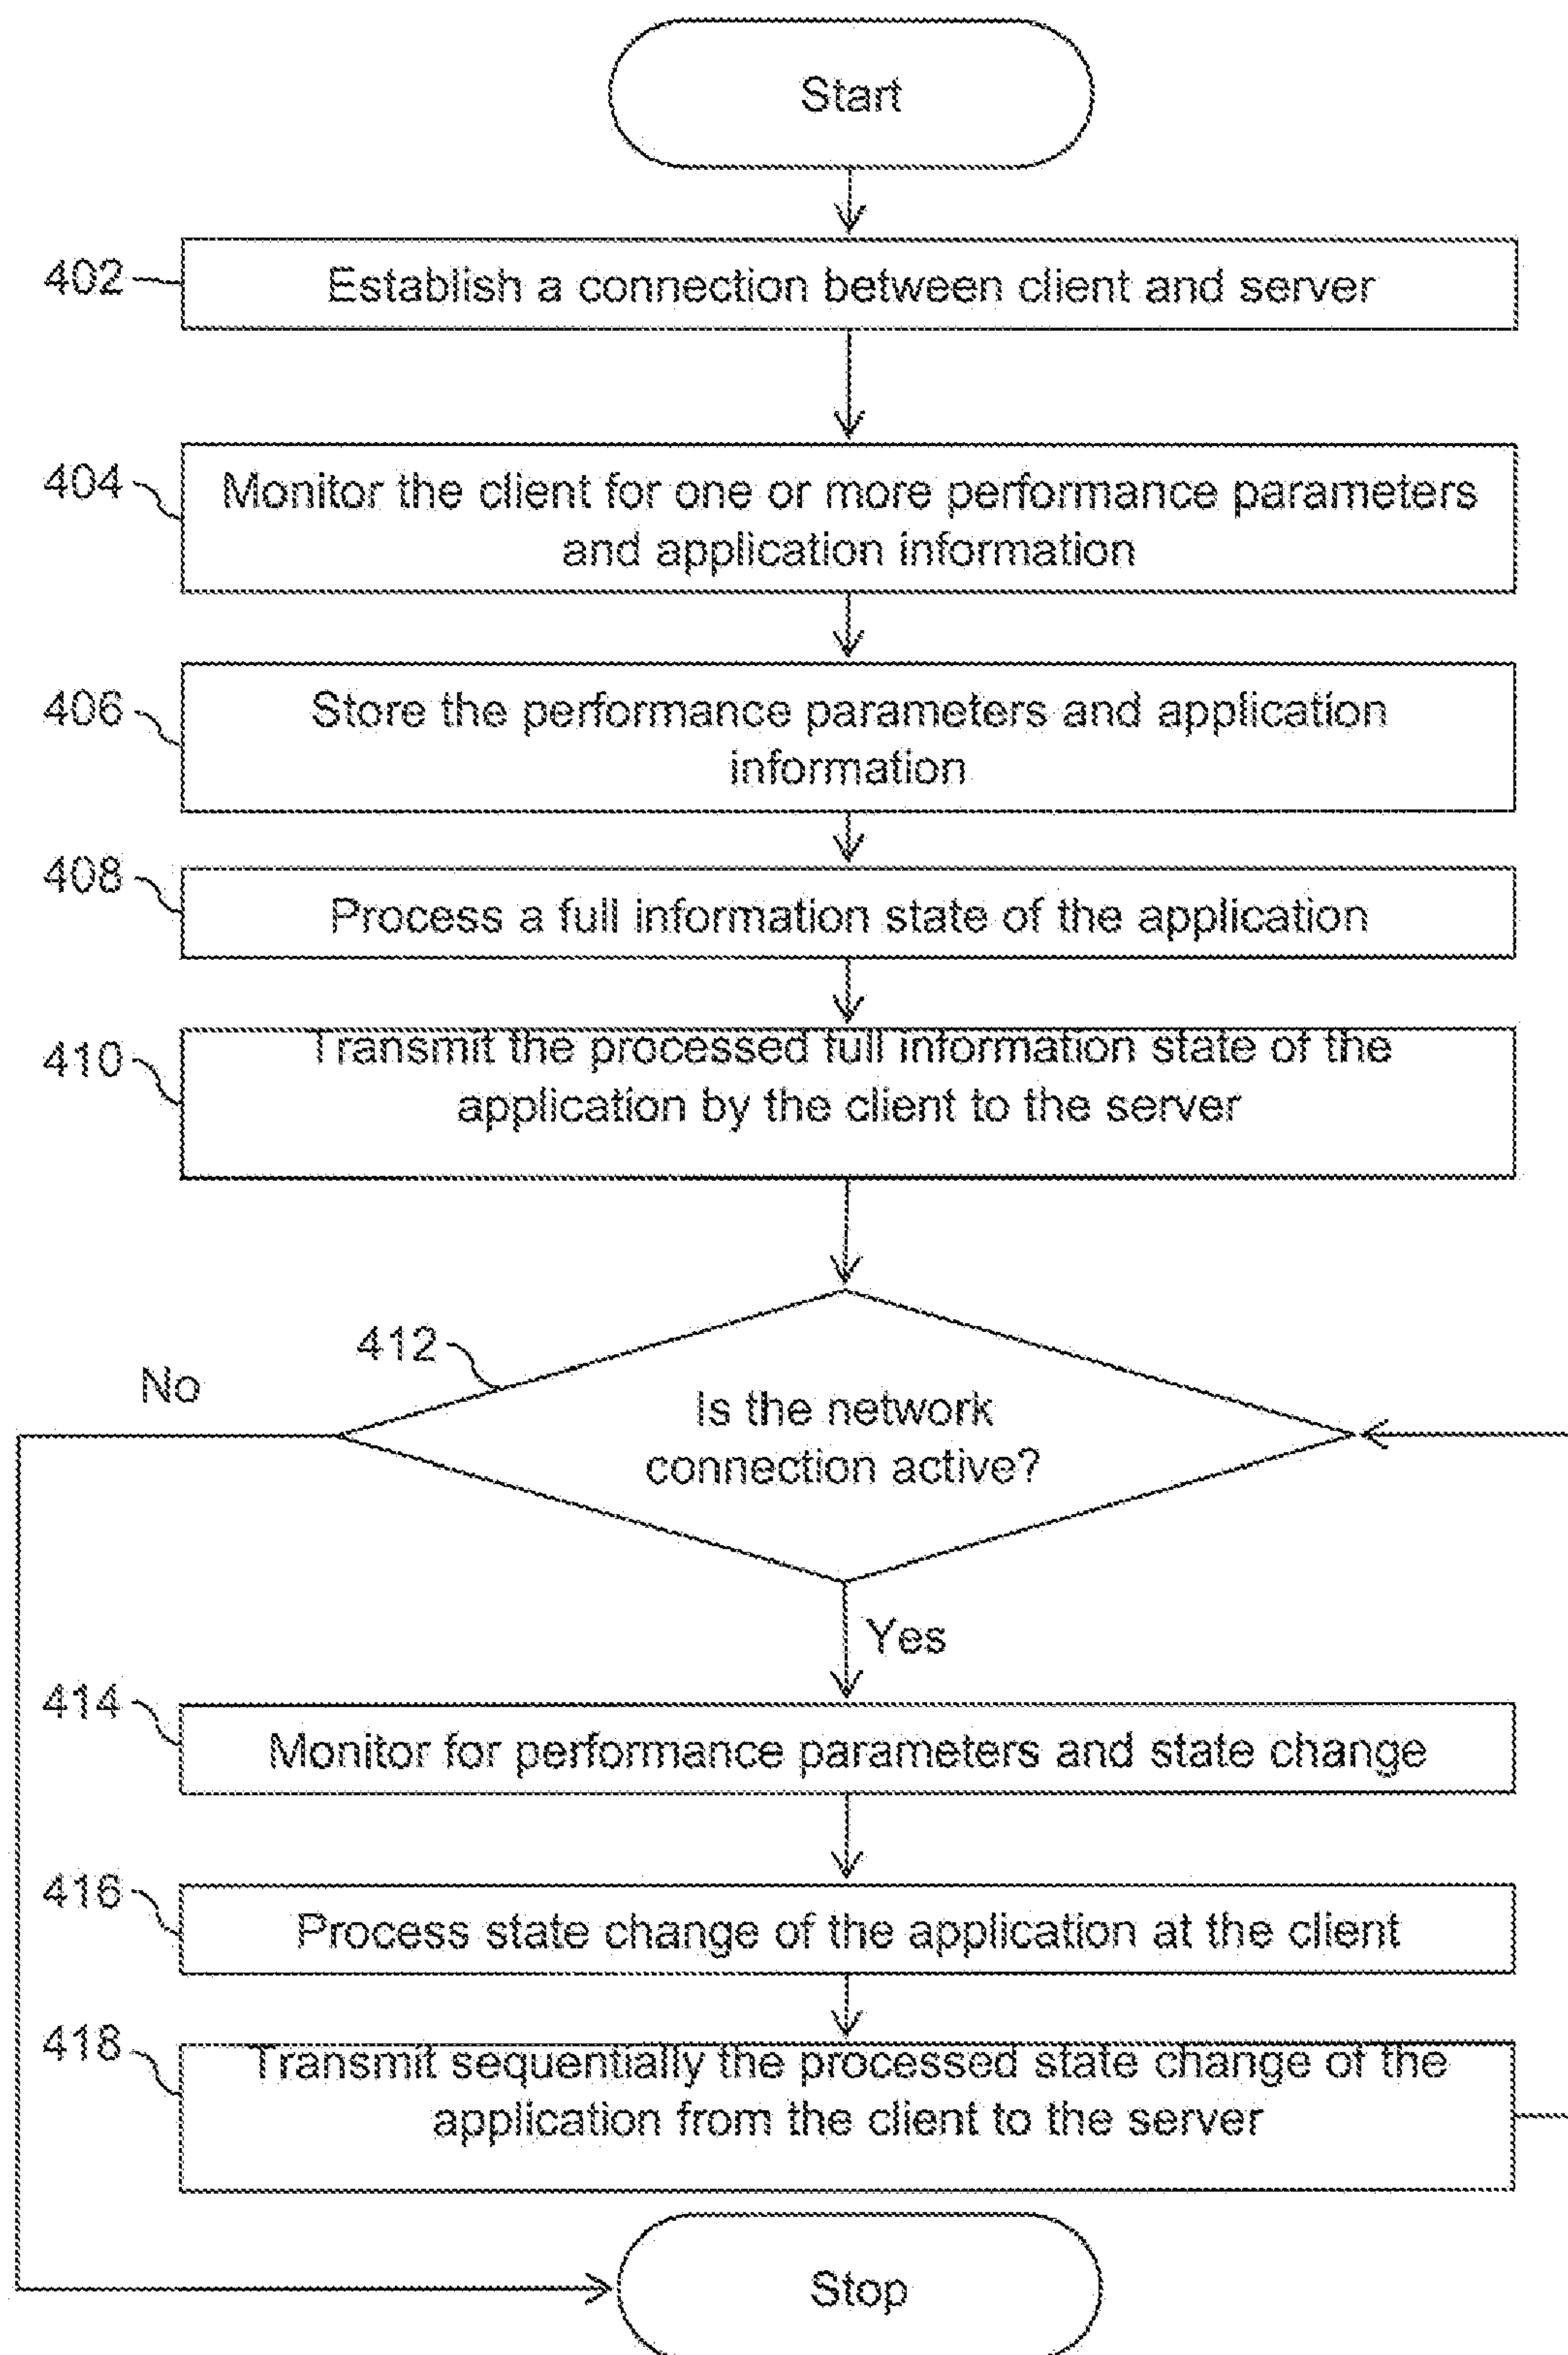 Start
402
Establish a connection between client and server
404
Monitor the client for one or more performance parameters
and application information
406
Store the performance parameters and application
information
408
Process a full information state of the application
410
Transmit the processed full information state of the
application by the client to the server
412
No
Is the network
connection active?
Yes
414
Monitor for performance parameters and state change
416
Process state change of the application at the client
418
Transmit sequentially the processed state change of the
application from the client to the server
Stop